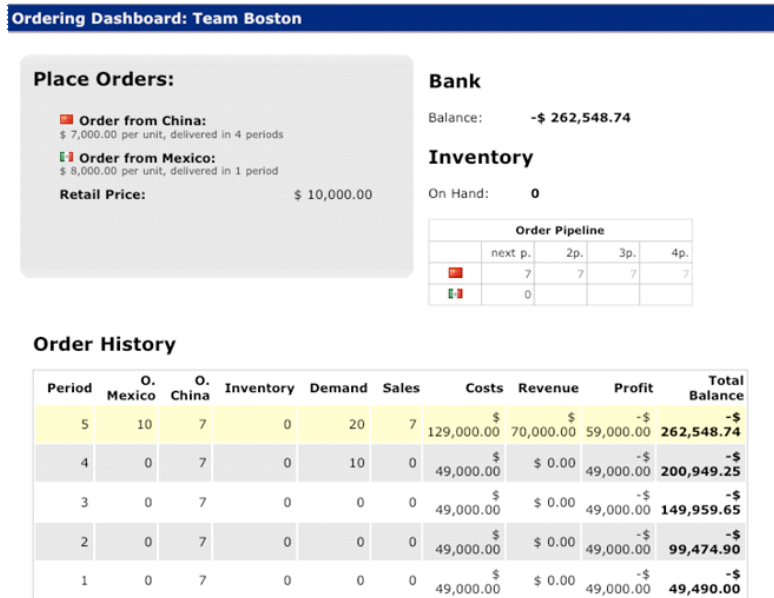 Ordering Dashboard: Team Boston
Place Orders:
Order from China:
$ 7,000.00 per unit, delivered in 4 periods
Order from Mexico:
$ 8,000.00 per unit, delivered in 1 period
Retail Price: $ 10,000.00
Bank
Balance: -$ 262,548.74
Inventory
On Hand: 0
Order Pipeline
next p. 2p. 3p. 4p.
7 7 7 7
0
Order History
Period O. Mexico O. China Inventory Demand Sales Costs Revenue Profit Total Balance
5 10 7 0 20 7 $ 129,000.00 $ 70,000.00 -$ 59,000.00 -$ 262,548.74
4 0 7 0 10 0 $ 49,000.00 $ 0.00 -$ 49,000.00 -$ 200,949.25
3 0 7 0 0 0 $ 49,000.00 $ 0.00 -$ 49,000.00 -$ 149,959.65
2 0 7 0 0 0 $ 49,000.00 $ 0.00 -$ 49,000.00 -$ 99,474.90
1 0 7 0 0 0 $ 49,000.00 $ 0.00 -$ 49,000.00 -$ 49,490.00